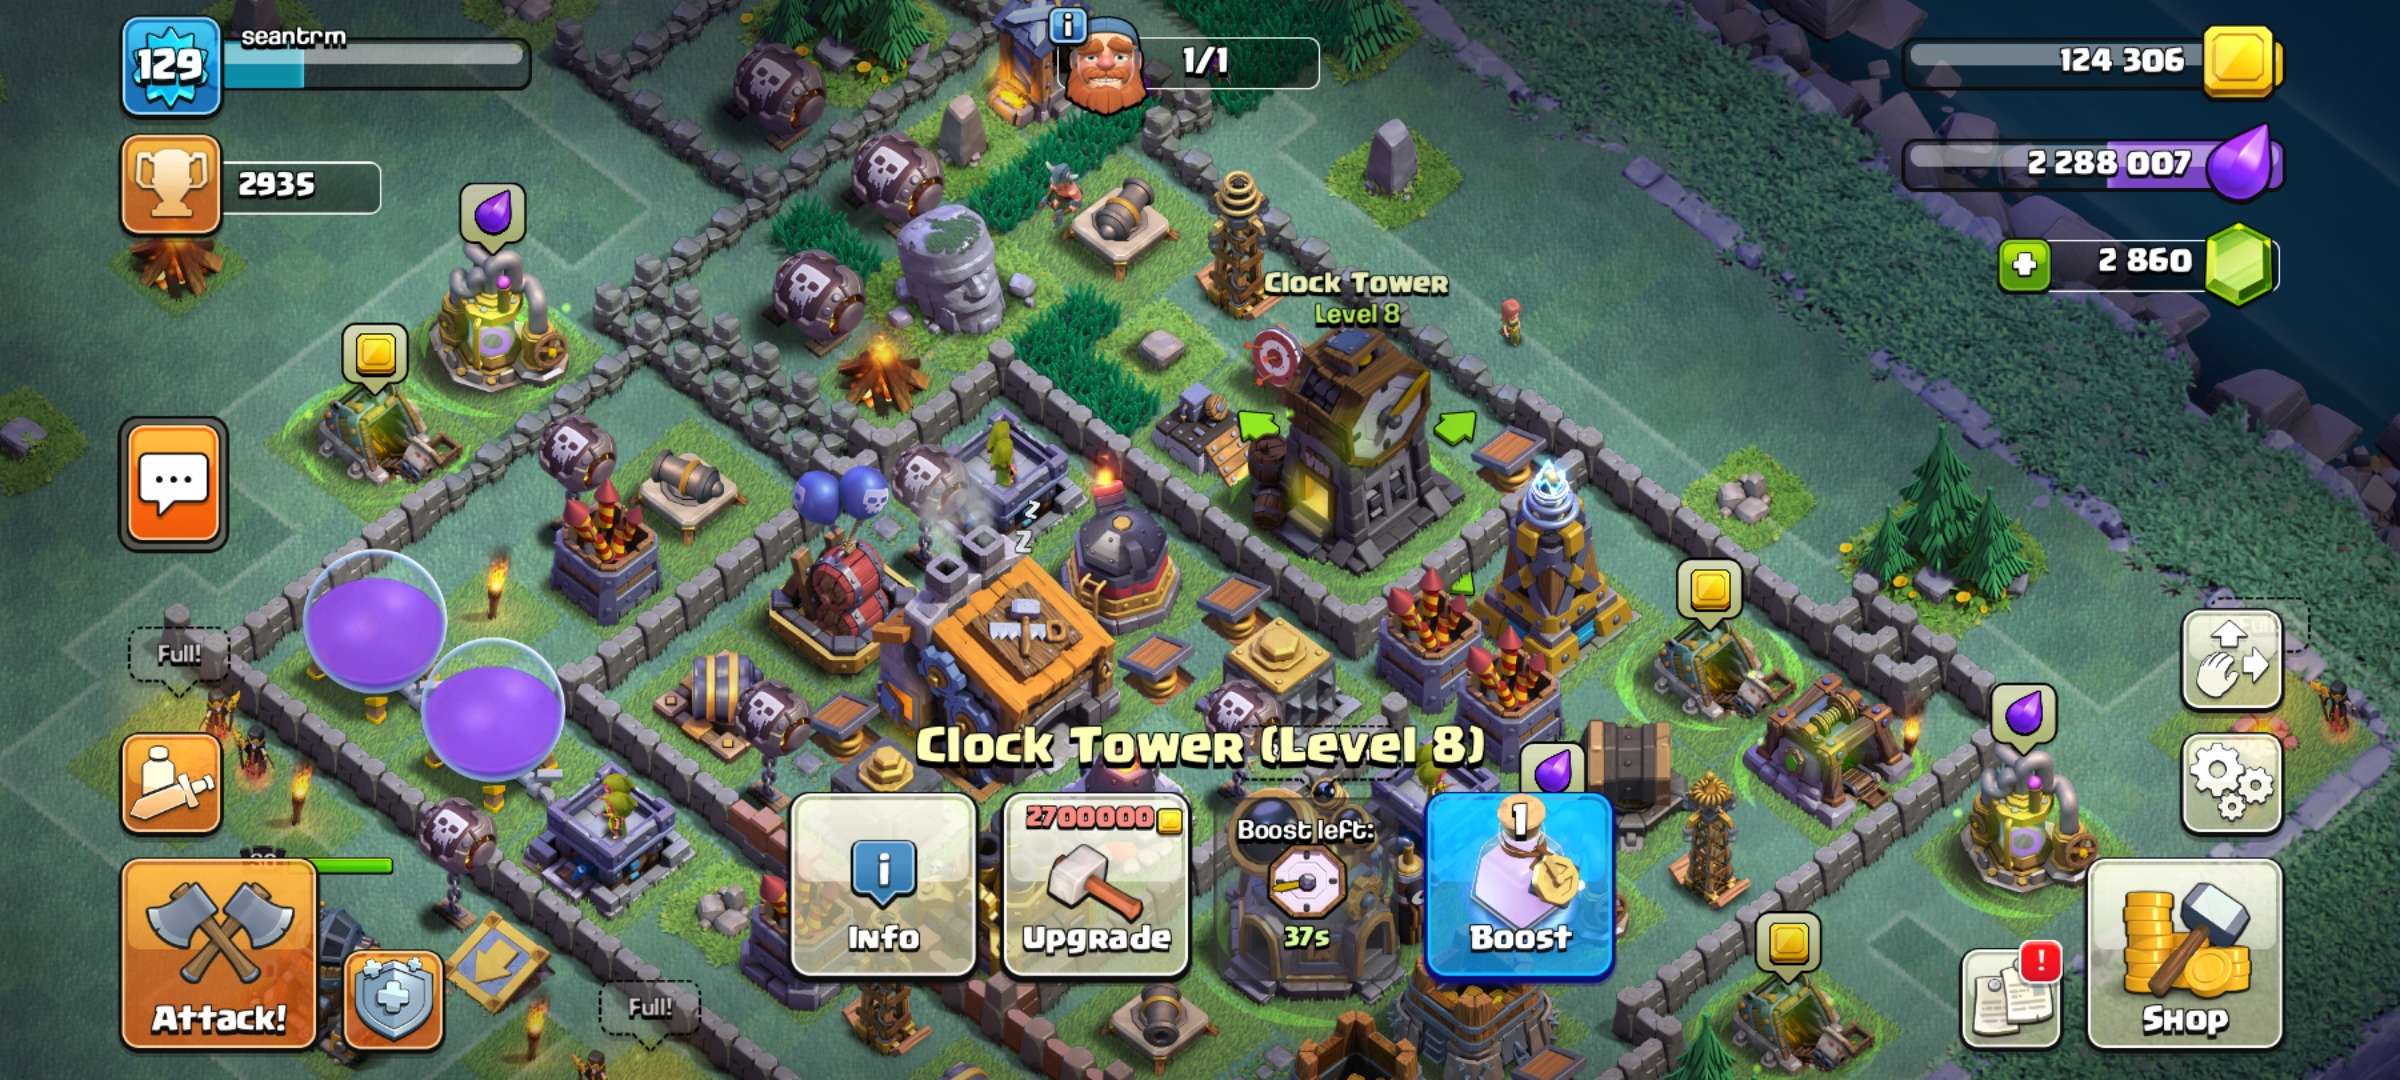 129
seantrm
i
1/1
124 306
2935
2 288 007
2 860
Clock Tower
Level 8
z
z
Full!
Clock Tower (Level 8)
2700000
Boost left:
1
i
Info
Upgrade
37s
Boost
Full!
!
Attack!
Shop